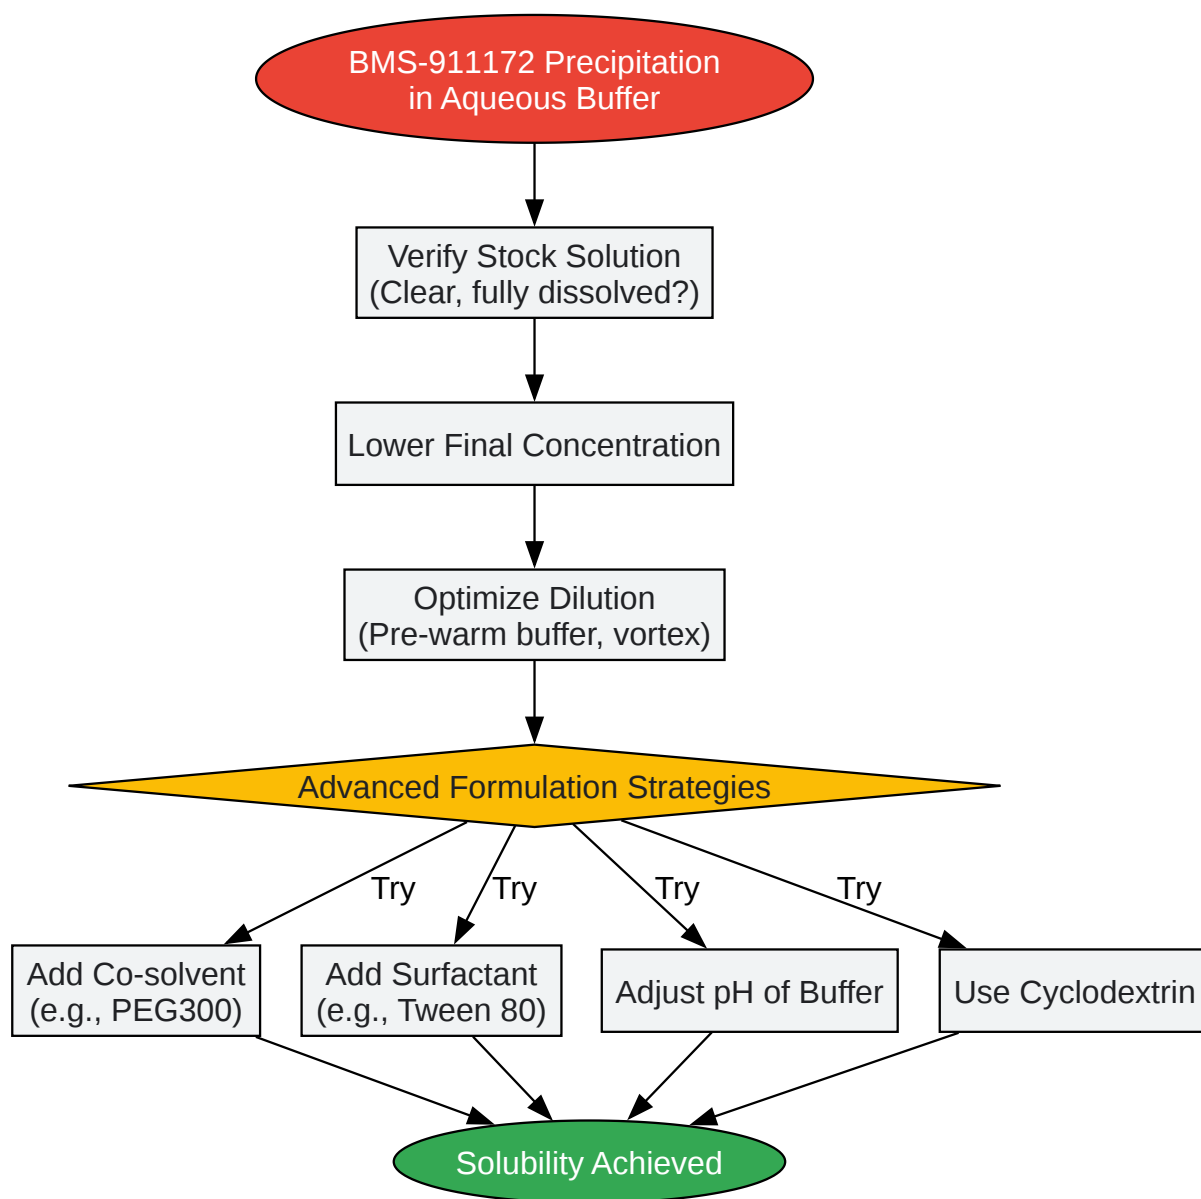 BMS-911172 Precipitation
in Aqueous Buffer
Verify Stock Solution
(Clear, fully dissolved?)
Lower Final Concentration
Optimize Dilution
(Pre-warm buffer, vortex)
Advanced Formulation Strategies
Try
Try
Try
Try
Add Co-solvent
(e.g., PEG300)
Add Surfactant
(e.g., Tween 80)
Adjust pH of Buffer
Use Cyclodextrin
Solubility Achieved